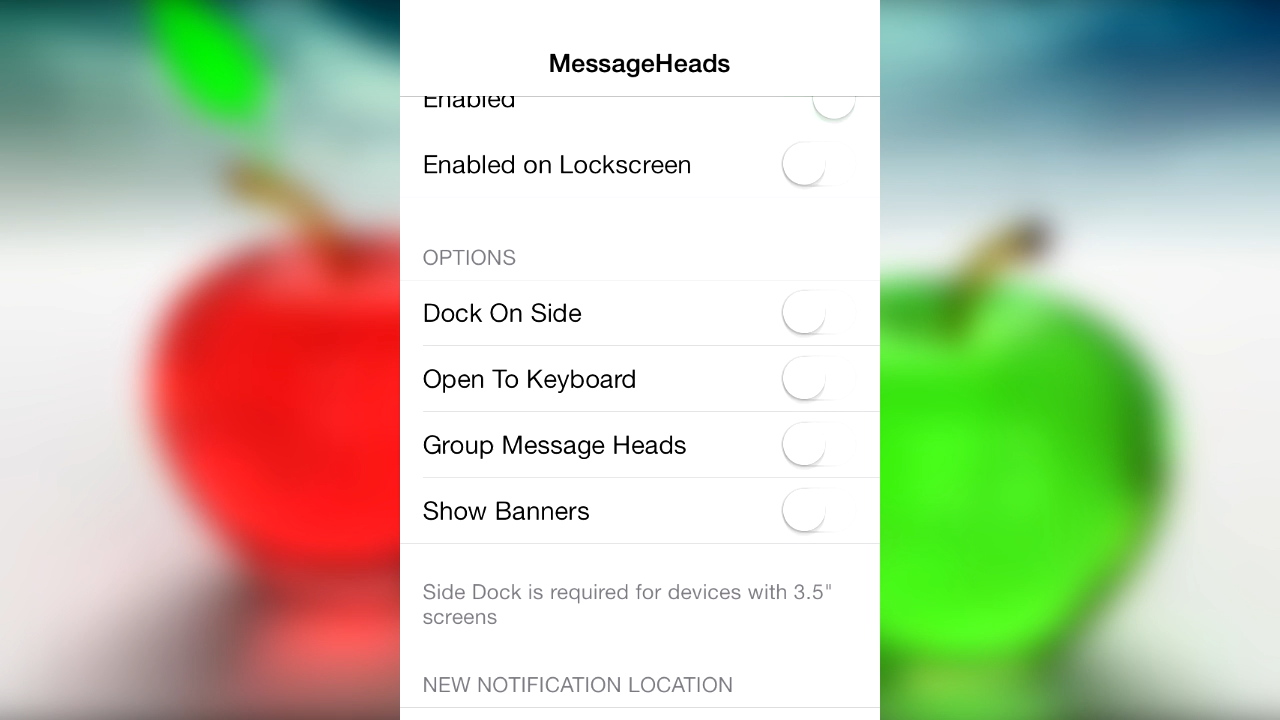 MessageHeads
Enabled
Enabled on Lockscreen
OPTIONS
Dock On Side
Open To Keyboard
Group Message Heads
Show Banners
Side Dock is required for devices with 3.5"
screens
NEW NOTIFICATION LOCATION